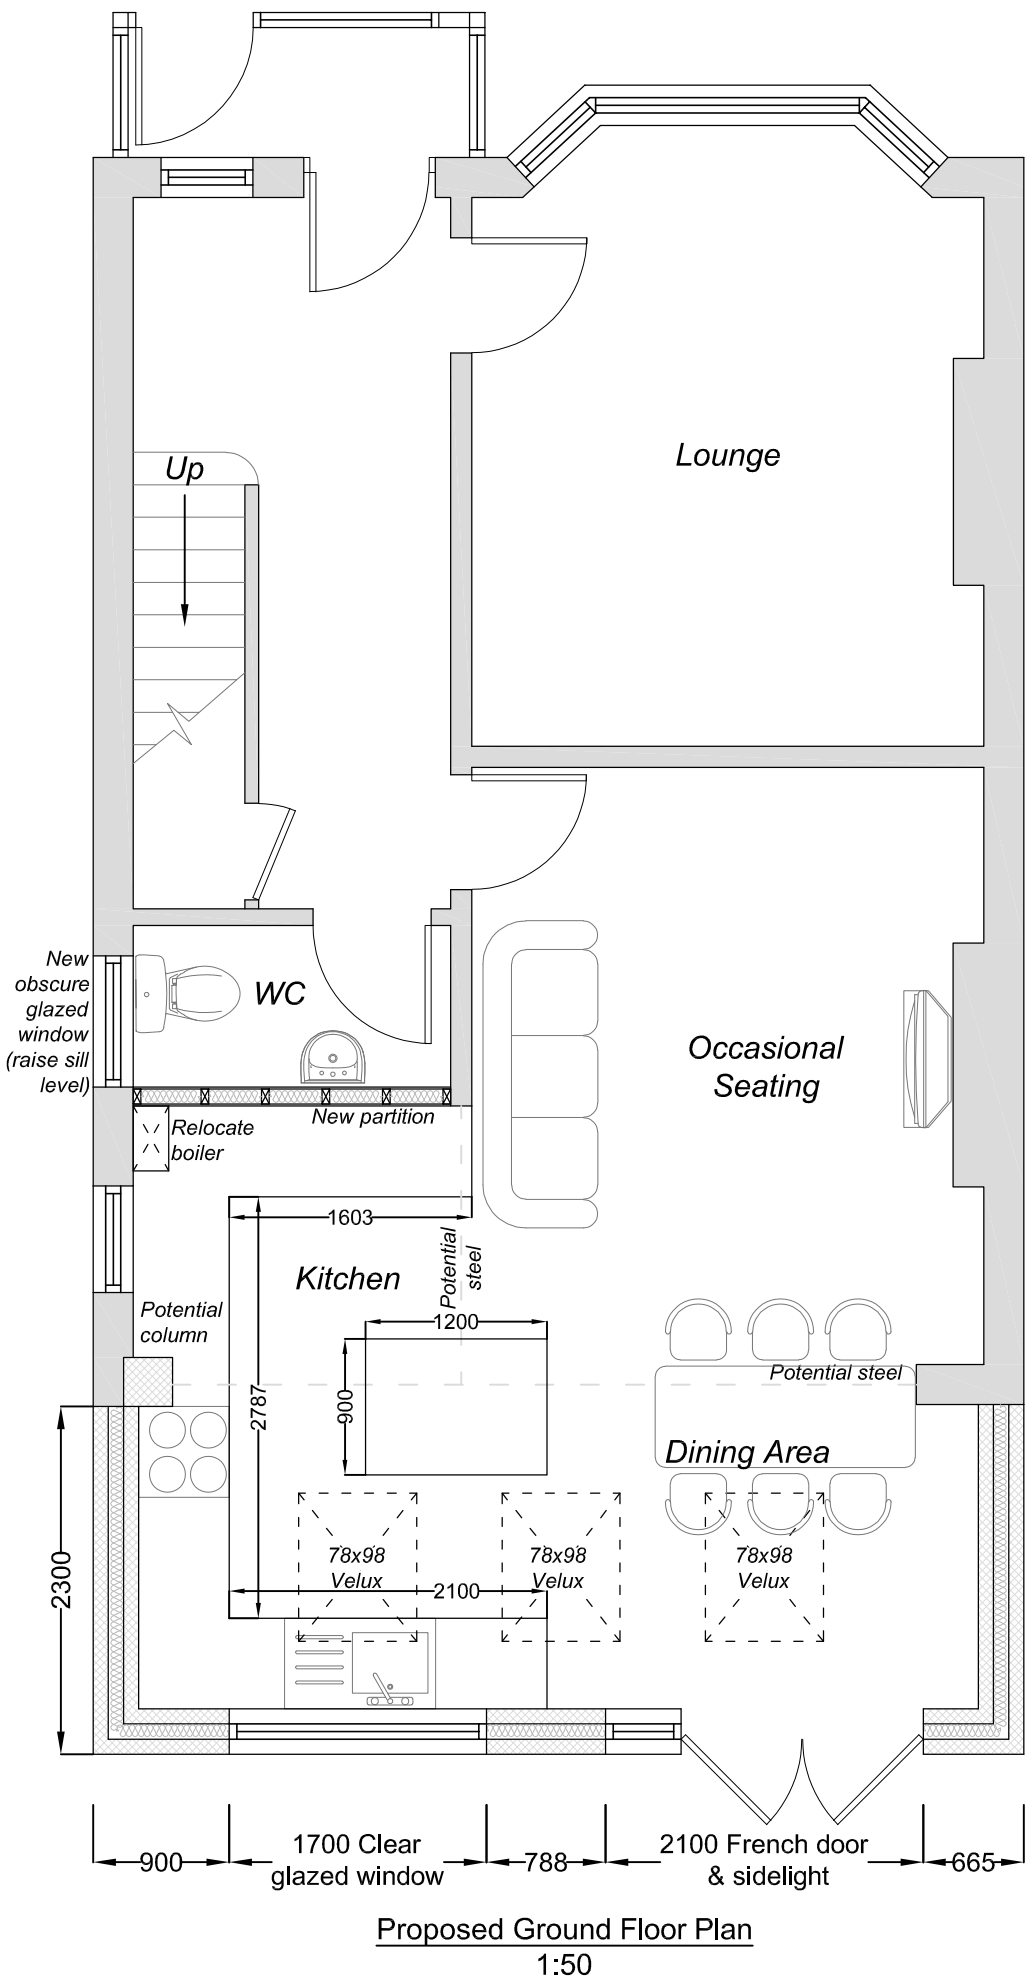 Up
Lounge
New
obscure
glazed
window
(raise sill
level)
WC
Occasional
Seating
New partition
Relocate
boiler
1603
Potential
steel
Kitchen
Potential
column
1200
2787
900
Potential steel
Dining Area
2300
78x98
Velux
78x98
Velux
78x98
Velux
2100
900
1700 Clear
glazed window
788
2100 French door
& sidelight
665
Proposed Ground Floor Plan
1:50